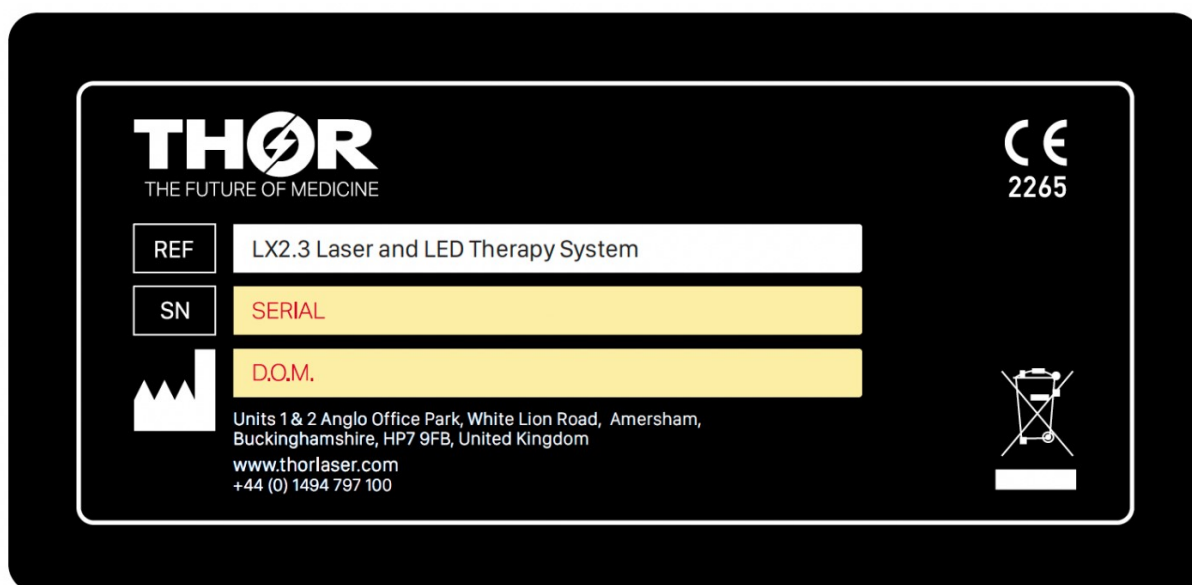 THOR
THE FUTURE OF MEDICINE
CE
2265
REF
LX2.3 Laser and LED Therapy System
SN
SERIAL
D.O.M.
Units 1 & 2 Anglo Office Park, White Lion Road, Amersham,
Buckinghamshire, HP7 9FB, United Kingdom
www.thorlaser.com
+44 (0) 1494 797 100